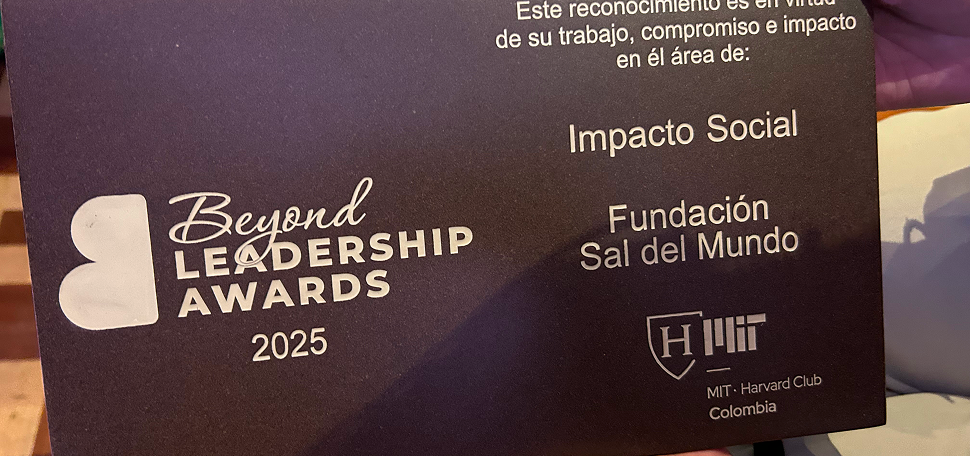 Este reconocimiento es en virtud
de su trabajo, compromiso e impacto
en él área de:
Impacto Social
Fundación
Sal del Mundo
Beyond
LEADERSHIP
AWARDS
2025
H MIT
MIT · Harvard Club
Colombia